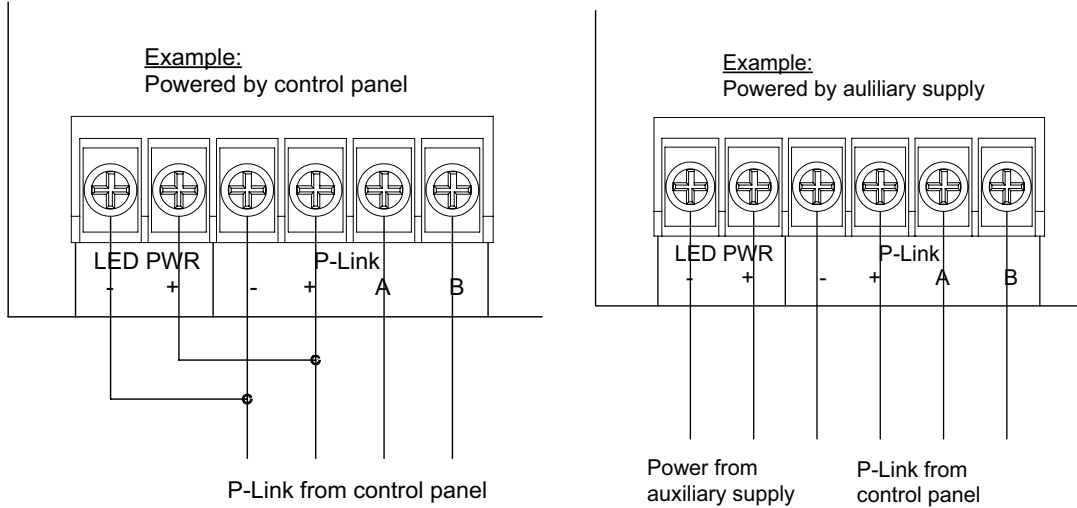 Example:
Powered by control panel
LED PWR
P-Link
- + - + A B
P-Link from control panel
Example:
Powered by auliliary supply
LED PWR
P-Link
- + - + A B
Power from
auxiliary supply
P-Link from
control panel